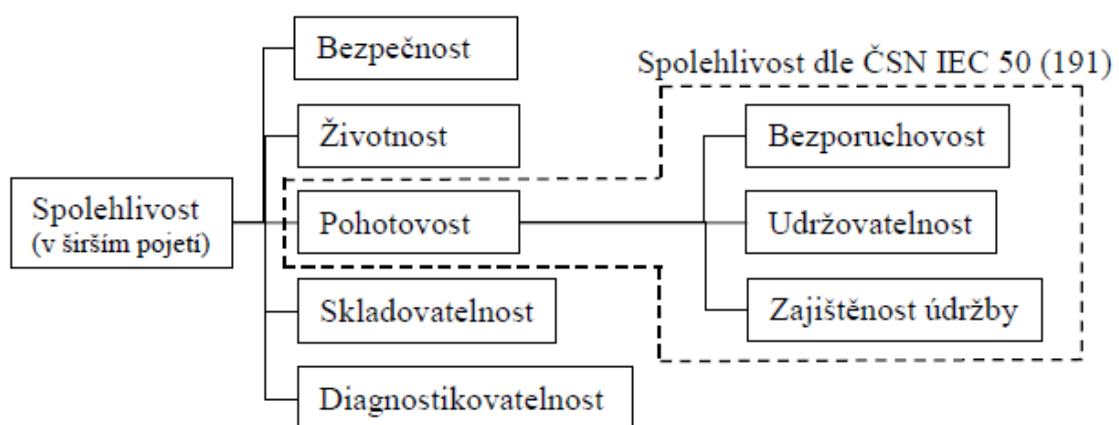 Bezpečnost
Spolehlivost dle ČSN IEC 50 (191)
Životnost
Bezporuchovost
Spolehlivost
(v širším pojetí)
Pohotovost
Udržovatelnost
Skladovatelnost
Zajištěnost údržby
Diagnostikovatelnost